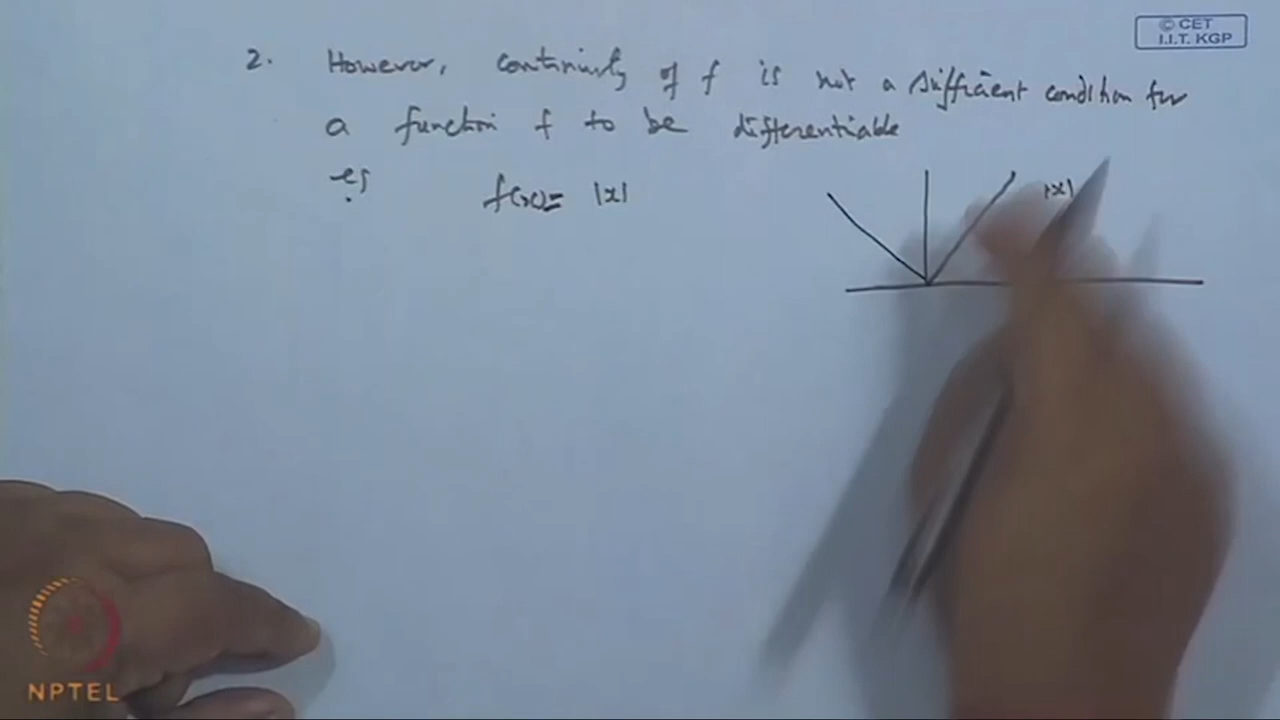 © CET
I.I.T. KGP
2. However, continuity of f is not a sufficient condition for
a function f to be differentiable
eg f(x)= |x|
|x|
NPTEL